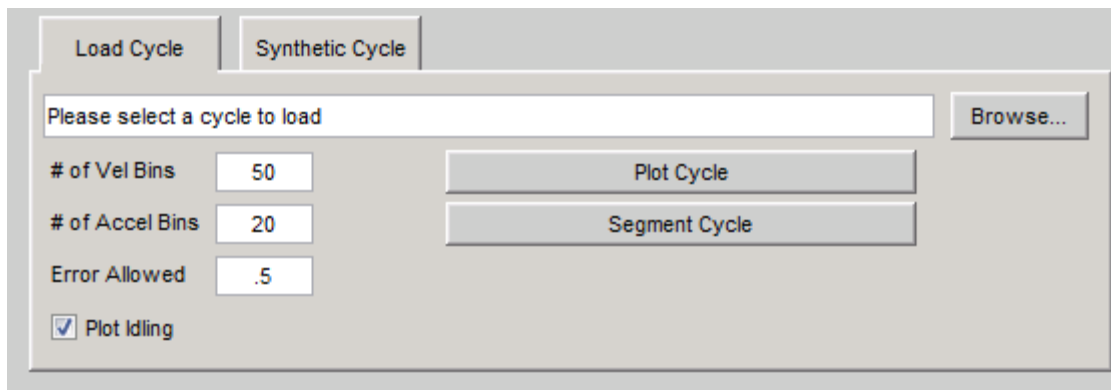 Load Cycle
Synthetic Cycle
Please select a cycle to load
Browse...
# of Vel Bins
50
Plot Cycle
# of Accel Bins
20
Segment Cycle
Error Allowed
.5
Plot Idling